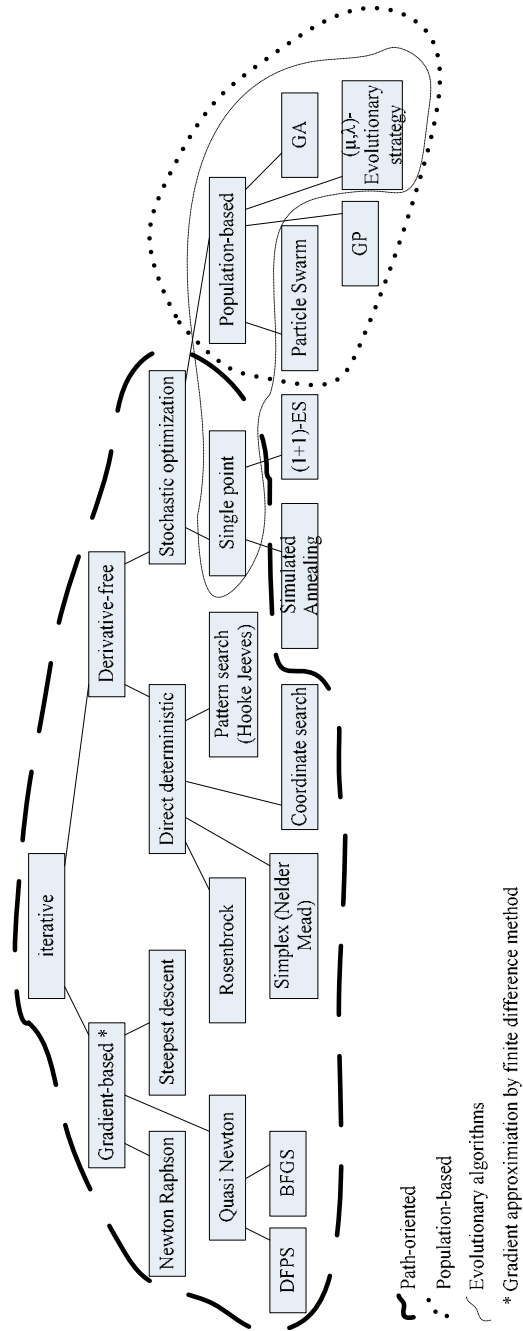 iterative
Gradient-based *
Derivative-free
Newton Raphson
Steepest descent
Direct deterministic
Stochastic optimization
Quasi Newton
Rosenbrock
Pattern search
(Hooke Jeeves)
Single point
Population-based
DFPS
BFGS
Simplex (Nelder
Mead)
Coordinate search
Simulated
Annealing
(1+1)-ES
Particle Swarm
GA
GP
(μ,λ)-
Evolutionary
strategy
Path-oriented
Population-based
Evolutionary algorithms
* Gradient approximiation by finite difference method